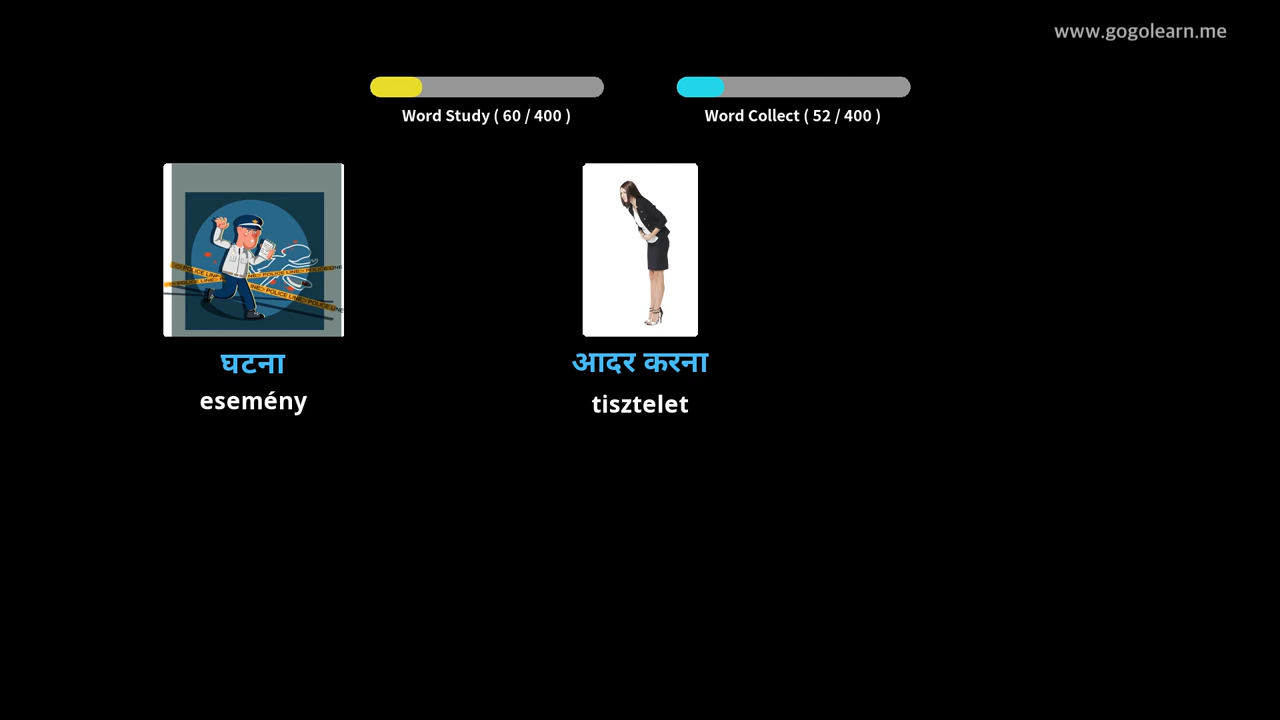 www.gogolearn.me
Word Study ( 60 / 400 )
Word Collect ( 52 / 400 )
घटना
esemény
आदर करना
tisztelet